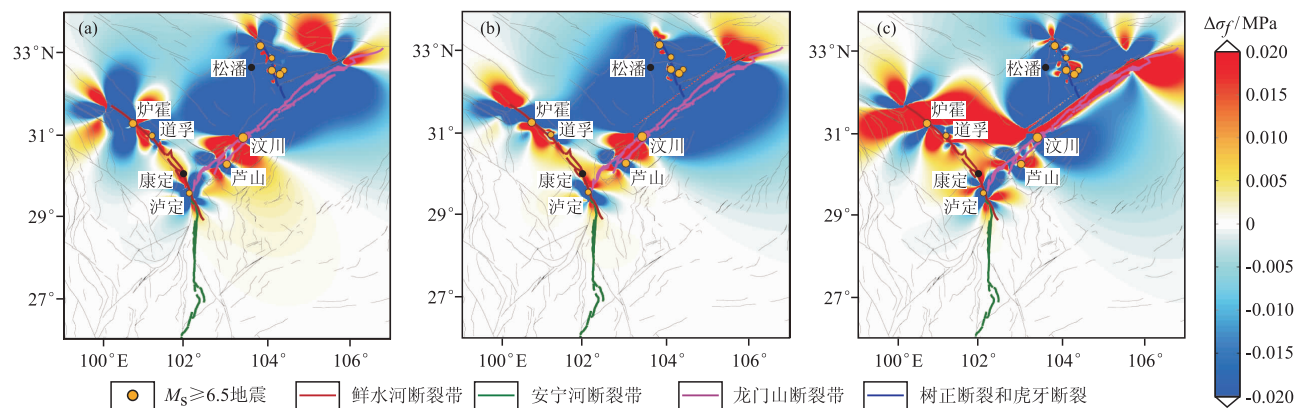 (a)
33°N
31°
29°
27°
100°E
102°
104°
106°
松潘
炉霍
道孚
汶川
康定
芦山
泸定
(b)
33°N
31°
29°
27°
100°E
102°
104°
106°
松潘
炉霍
道孚
汶川
康定
芦山
泸定
(c)
33°N
31°
29°
27°
100°E
102°
104°
106°
松潘
炉霍
道孚
汶川
康定
芦山
泸定
Δσf/MPa
0.020
0.015
0.010
0.005
0
-0.005
-0.010
-0.015
-0.020
Ms≥6.5地震
鲜水河断裂带
安宁河断裂带
龙门山断裂带
树正断裂和虎牙断裂